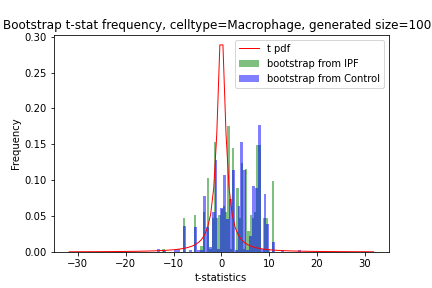 Bootstrap t-stat frequency, celltype=Macrophage, generated size=100
t pdf
bootstrap from IPF
bootstrap from Control
Frequency
0.30
0.25
0.20
0.15
0.10
0.05
0.00
−30 −20 −10 0 10 20 30
t-statistics